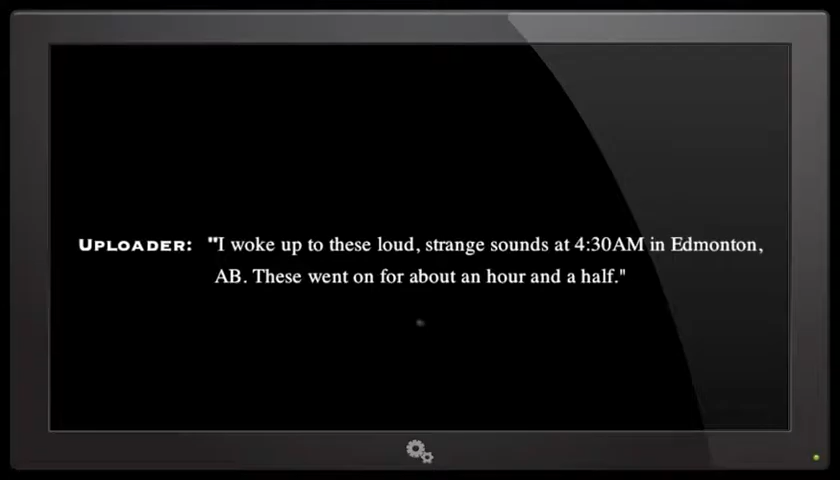 UPLOADER: "I woke up to these loud, strange sounds at 4:30AM in Edmonton,
AB. These went on for about an hour and a half."